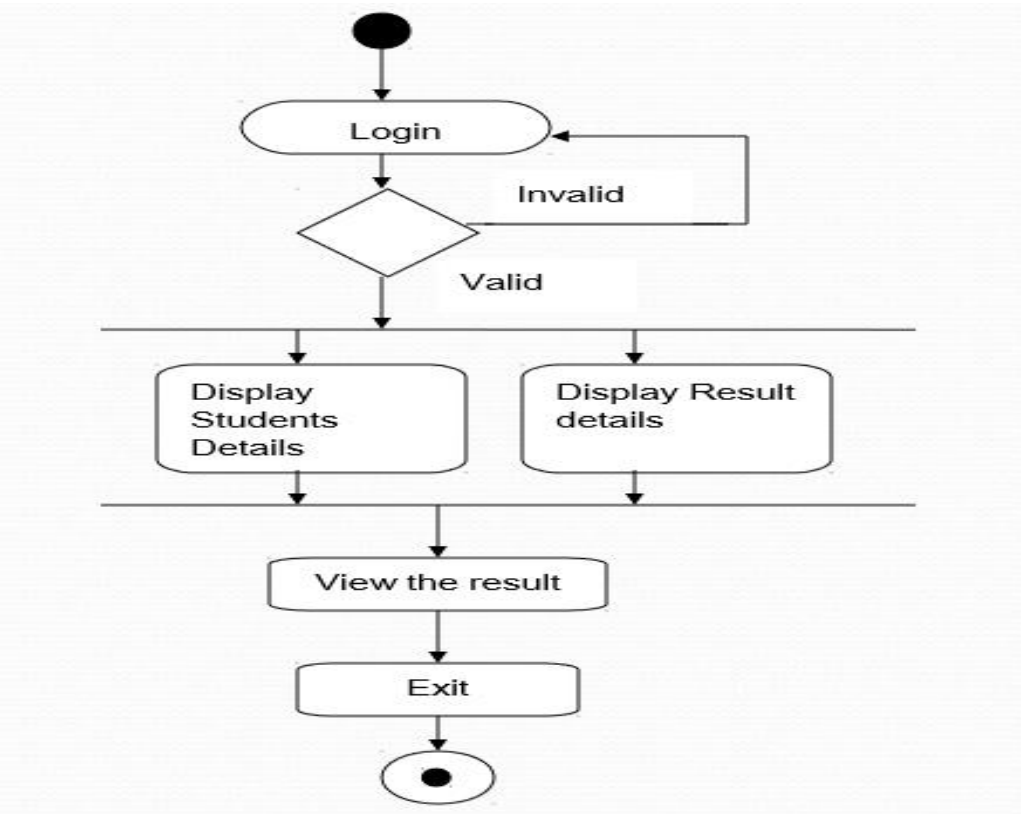 Login
Invalid
Valid
Display
Students
Details
Display Result
details
View the result
Exit